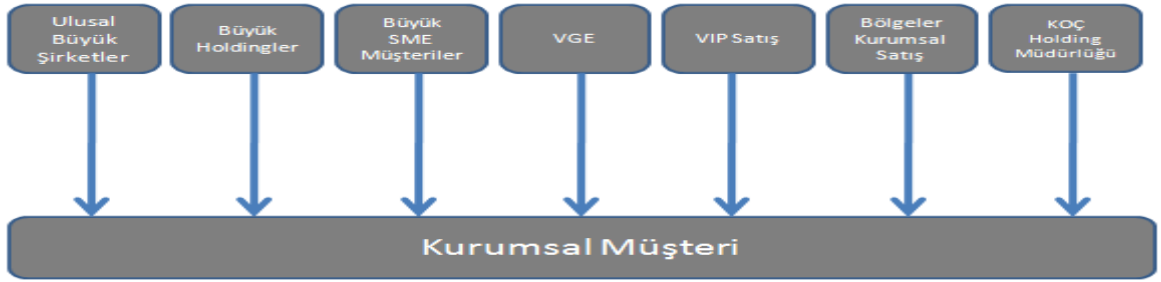 Ulusal
Büyük
Şirketler
Büyük
Holdingler
Büyük
SME
Müşteriler
VGE
VIP Satış
Bölgeler
Kurumsal
Satış
KOÇ
Holding
Müdürlüğü
Kurumsal Müşteri